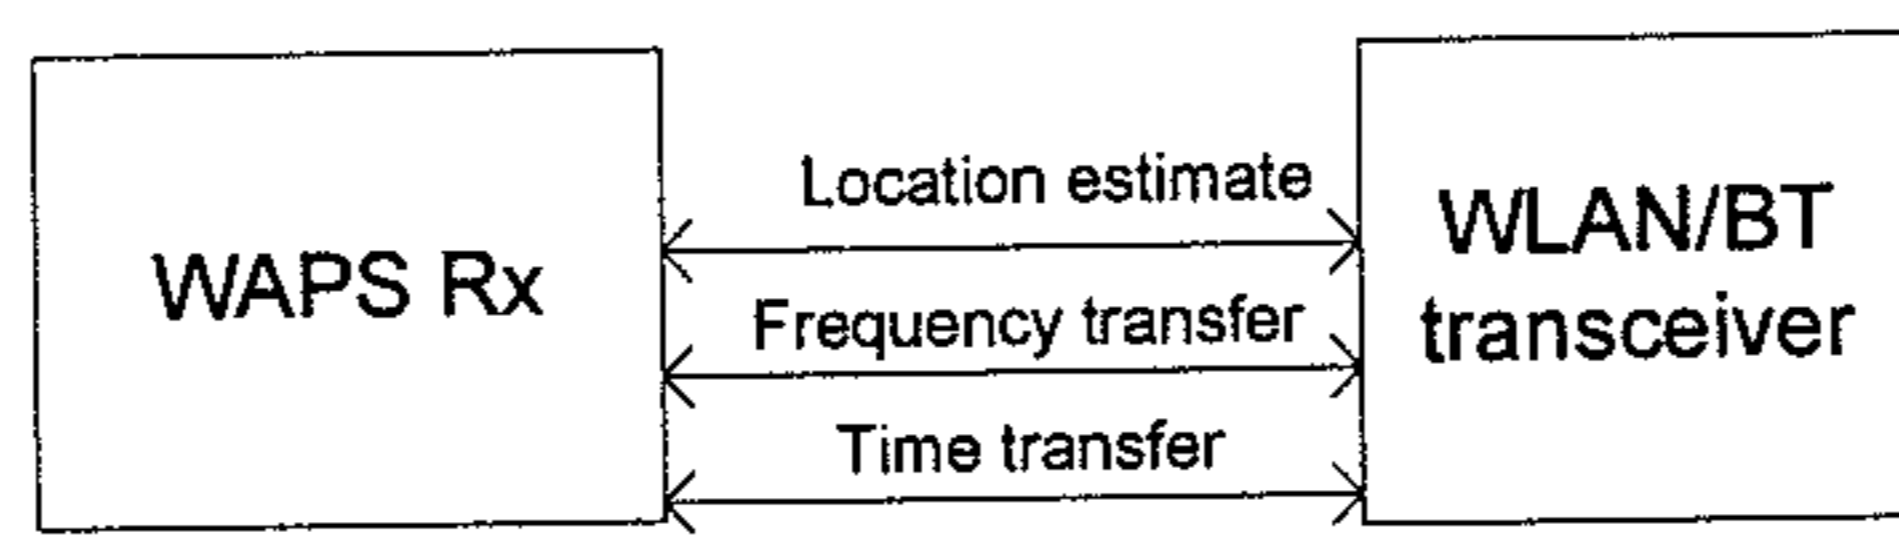 WAPS Rx
Location estimate
Frequency transfer
Time transfer
WLAN/BT
transceiver